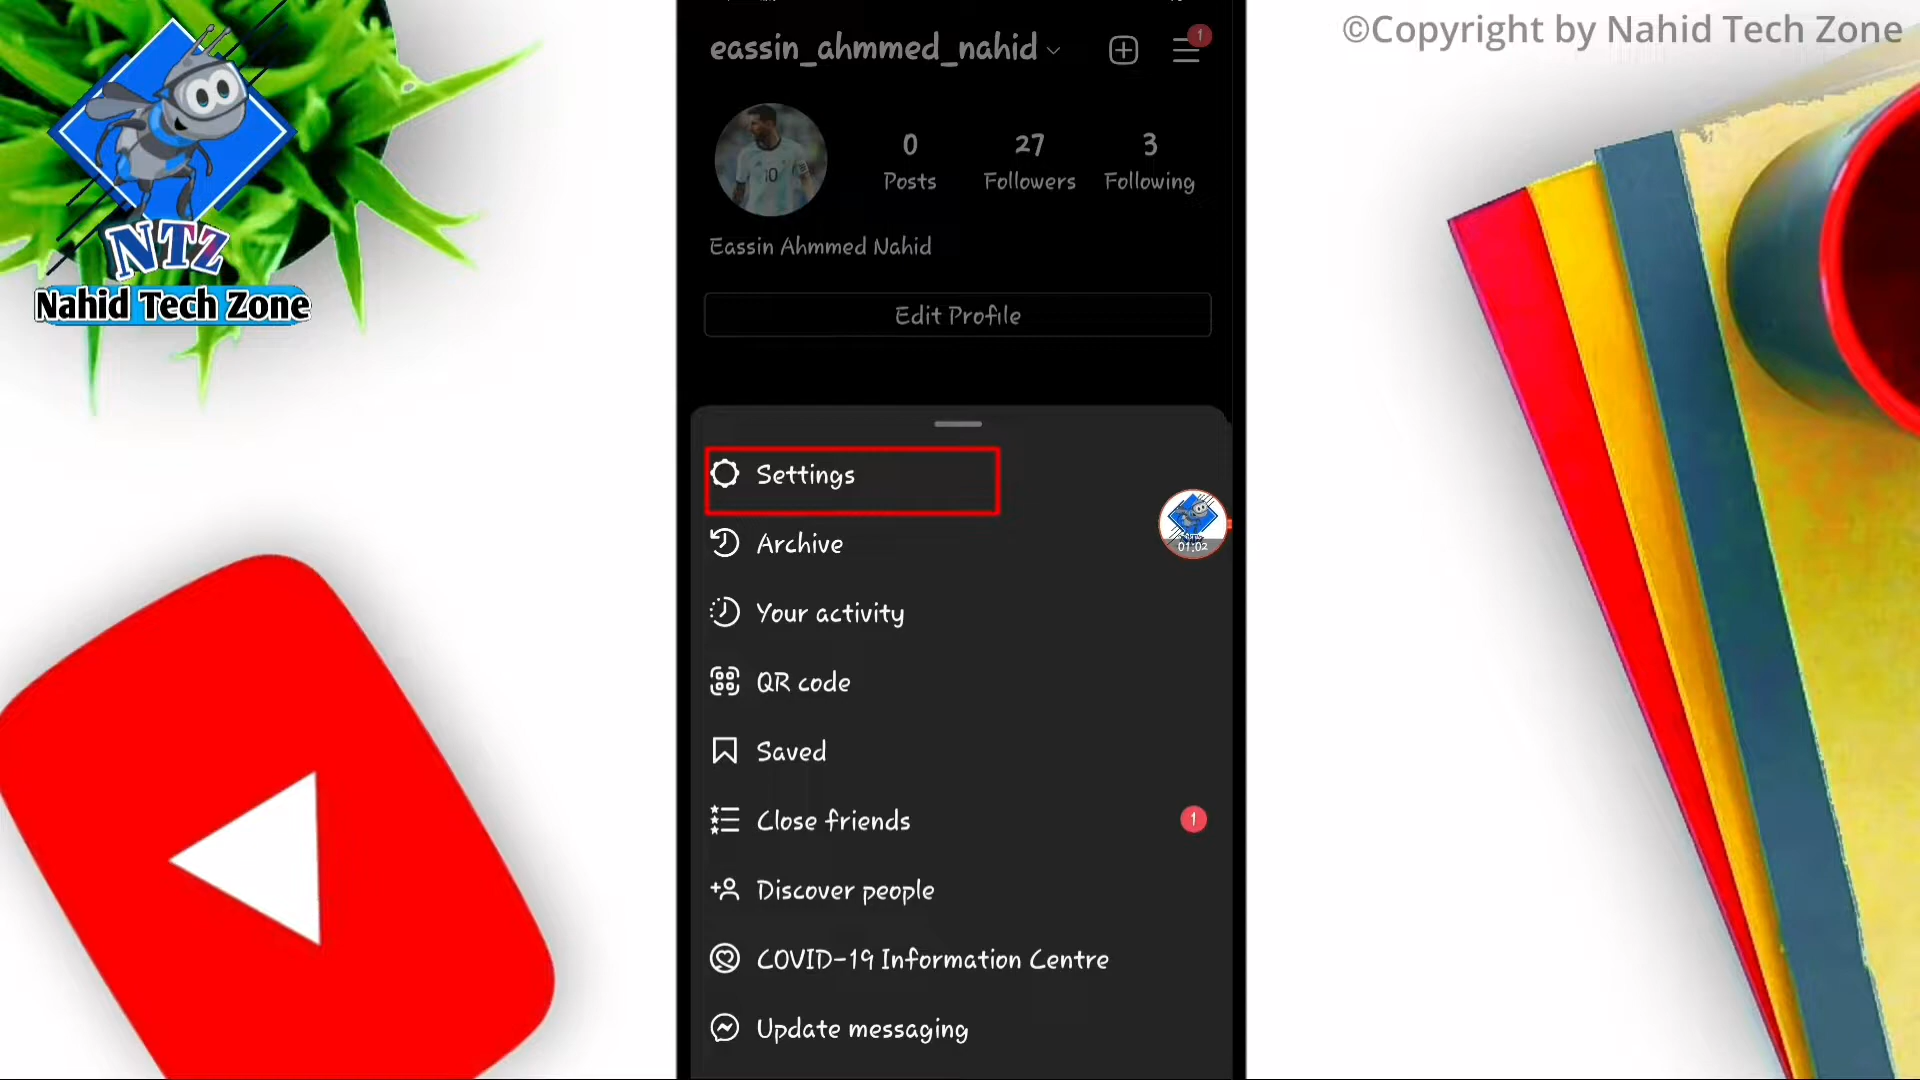 ©Copyright by Nahid Tech Zone
NTZ
Nahid Tech Zone
eassin_ahmmed_nahid
1
0
Posts
27
Followers
3
Following
10
Eassin Ahmmed Nahid
Edit Profile
Settings
01:02
Archive
Your activity
QR code
Saved
Close friends
1
Discover people
COVID-19 Information Centre
Update messaging